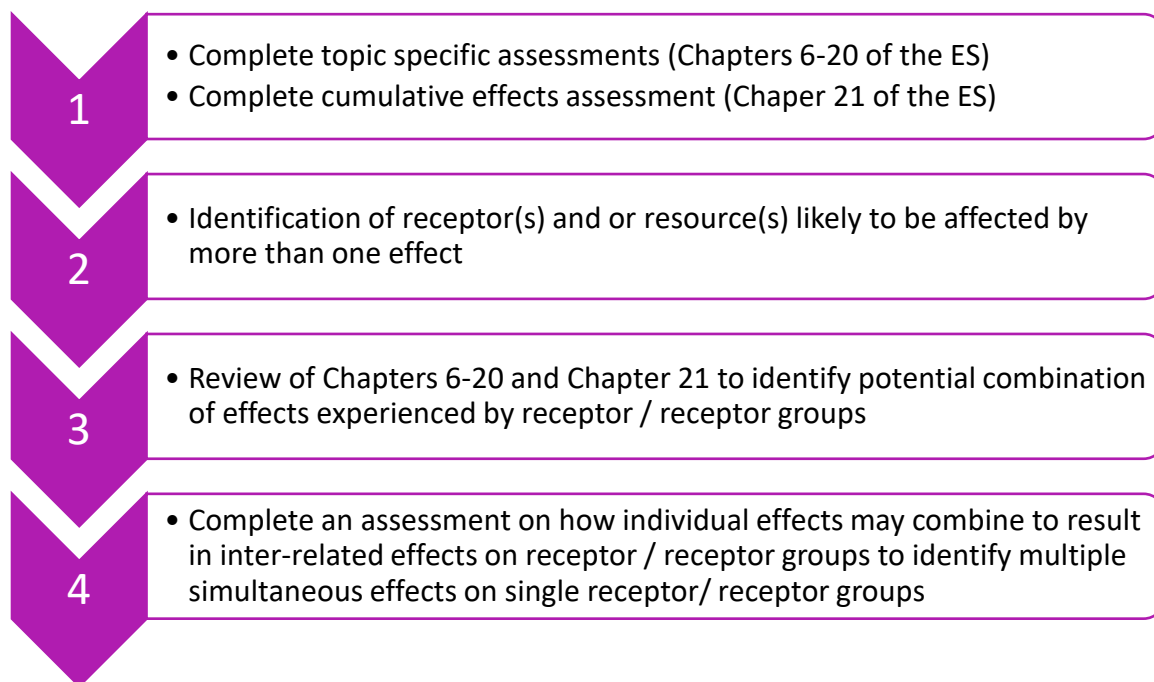 1
• Complete topic specific assessments (Chapters 6-20 of the ES)
• Complete cumulative effects assessment (Chaper 21 of the ES)
2
• Identification of receptor(s) and or resource(s) likely to be affected by
more than one effect
3
• Review of Chapters 6-20 and Chapter 21 to identify potential combination
of effects experienced by receptor / receptor groups
4
• Complete an assessment on how individual effects may combine to result
in inter-related effects on receptor / receptor groups to identify multiple
simultaneous effects on single receptor/ receptor groups